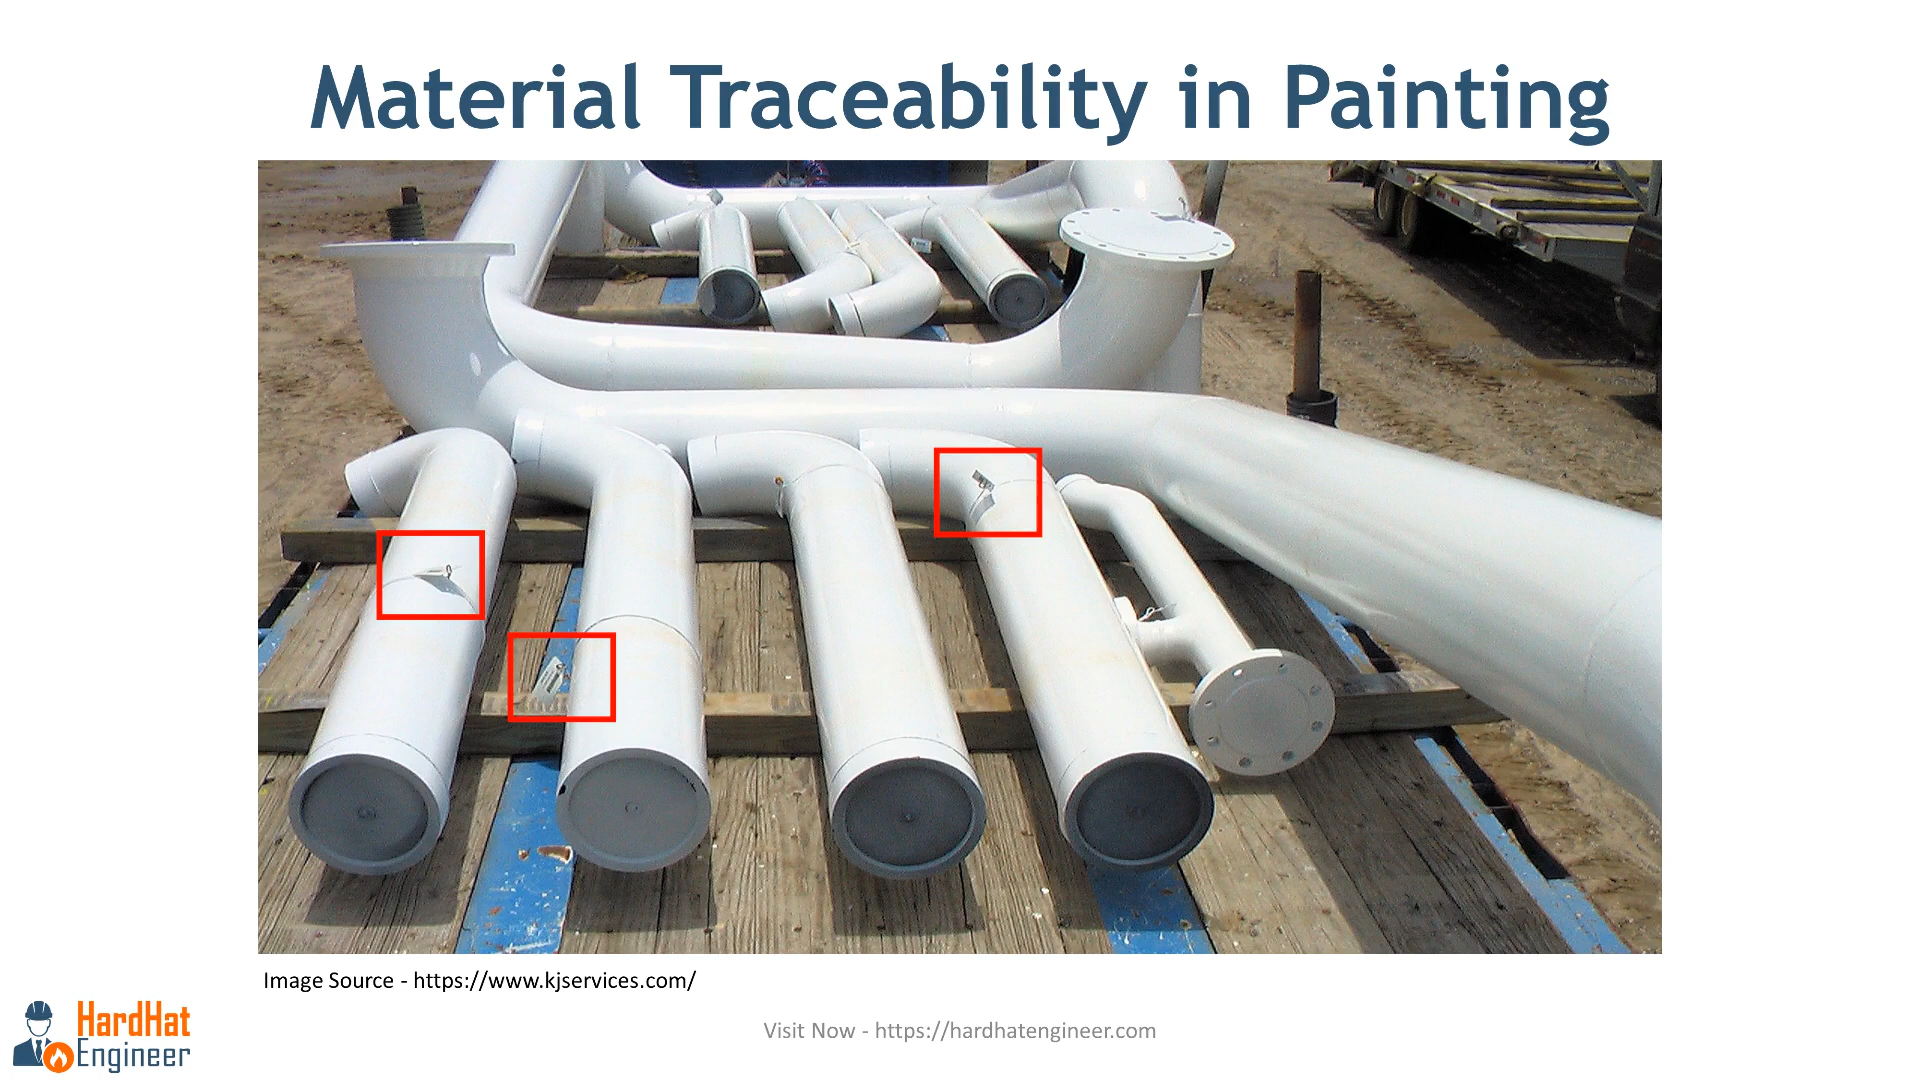 Material Traceability in Painting
Image Source - https://www.kjservices.com/
HardHat
Engineer
Visit Now - https://hardhatengineer.com